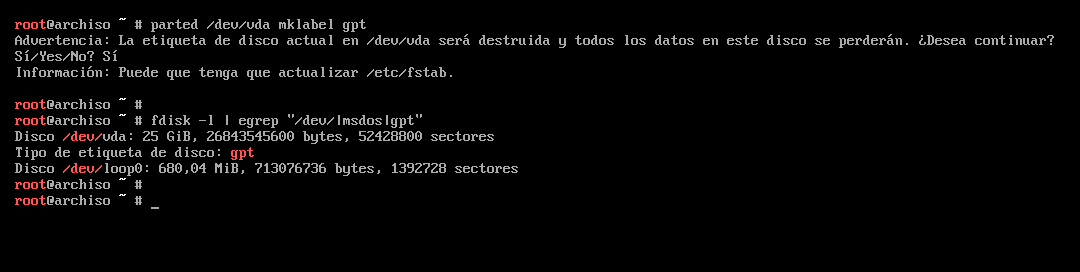 root@archiso ~ # parted /dev/vda mklabel gpt
Advertencia: La etiqueta de disco actual en /dev/vda será destruida y todos los datos en este disco se perderán. ¿Desea continuar?
Sí/Yes/No? Sí
Información: Puede que tenga que actualizar /etc/fstab.
root@archiso ~ #
root@archiso ~ # fdisk -l | egrep "/dev/|msdos|gpt"
Disco /dev/vda: 25 GiB, 26843545600 bytes, 52428800 sectores
Tipo de etiqueta de disco: gpt
Disco /dev/loop0: 680,04 MiB, 713076736 bytes, 1392728 sectores
root@archiso ~ #
root@archiso ~ # _